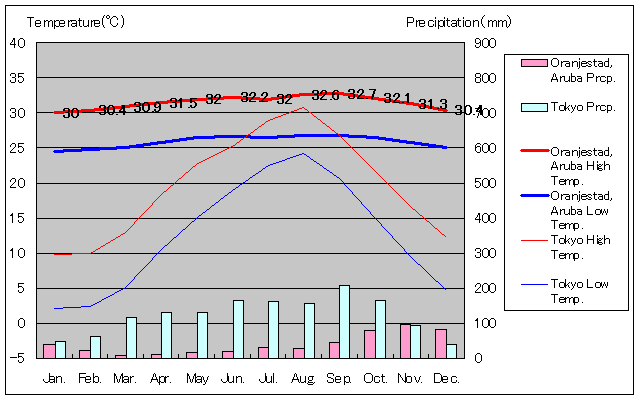 Temperature(℃) Precipitation(mm)
40 900
35 800
30 700
25 600
20 500
15 400
10 300
5 200
0 100
-5 0
30 30.4 30.9 31.5 32 32.2 32 32.6 32.7 32.1 31.3 30.4
Jan. Feb. Mar. Apr. May Jun. Jul. Aug. Sep. Oct. Nov. Dec.
Oranjestad,
Aruba Prcp.
Tokyo Prcp.
Oranjestad,
Aruba High
Temp.
Oranjestad,
Aruba Low
Temp.
Tokyo High
Temp.
Tokyo Low
Temp.